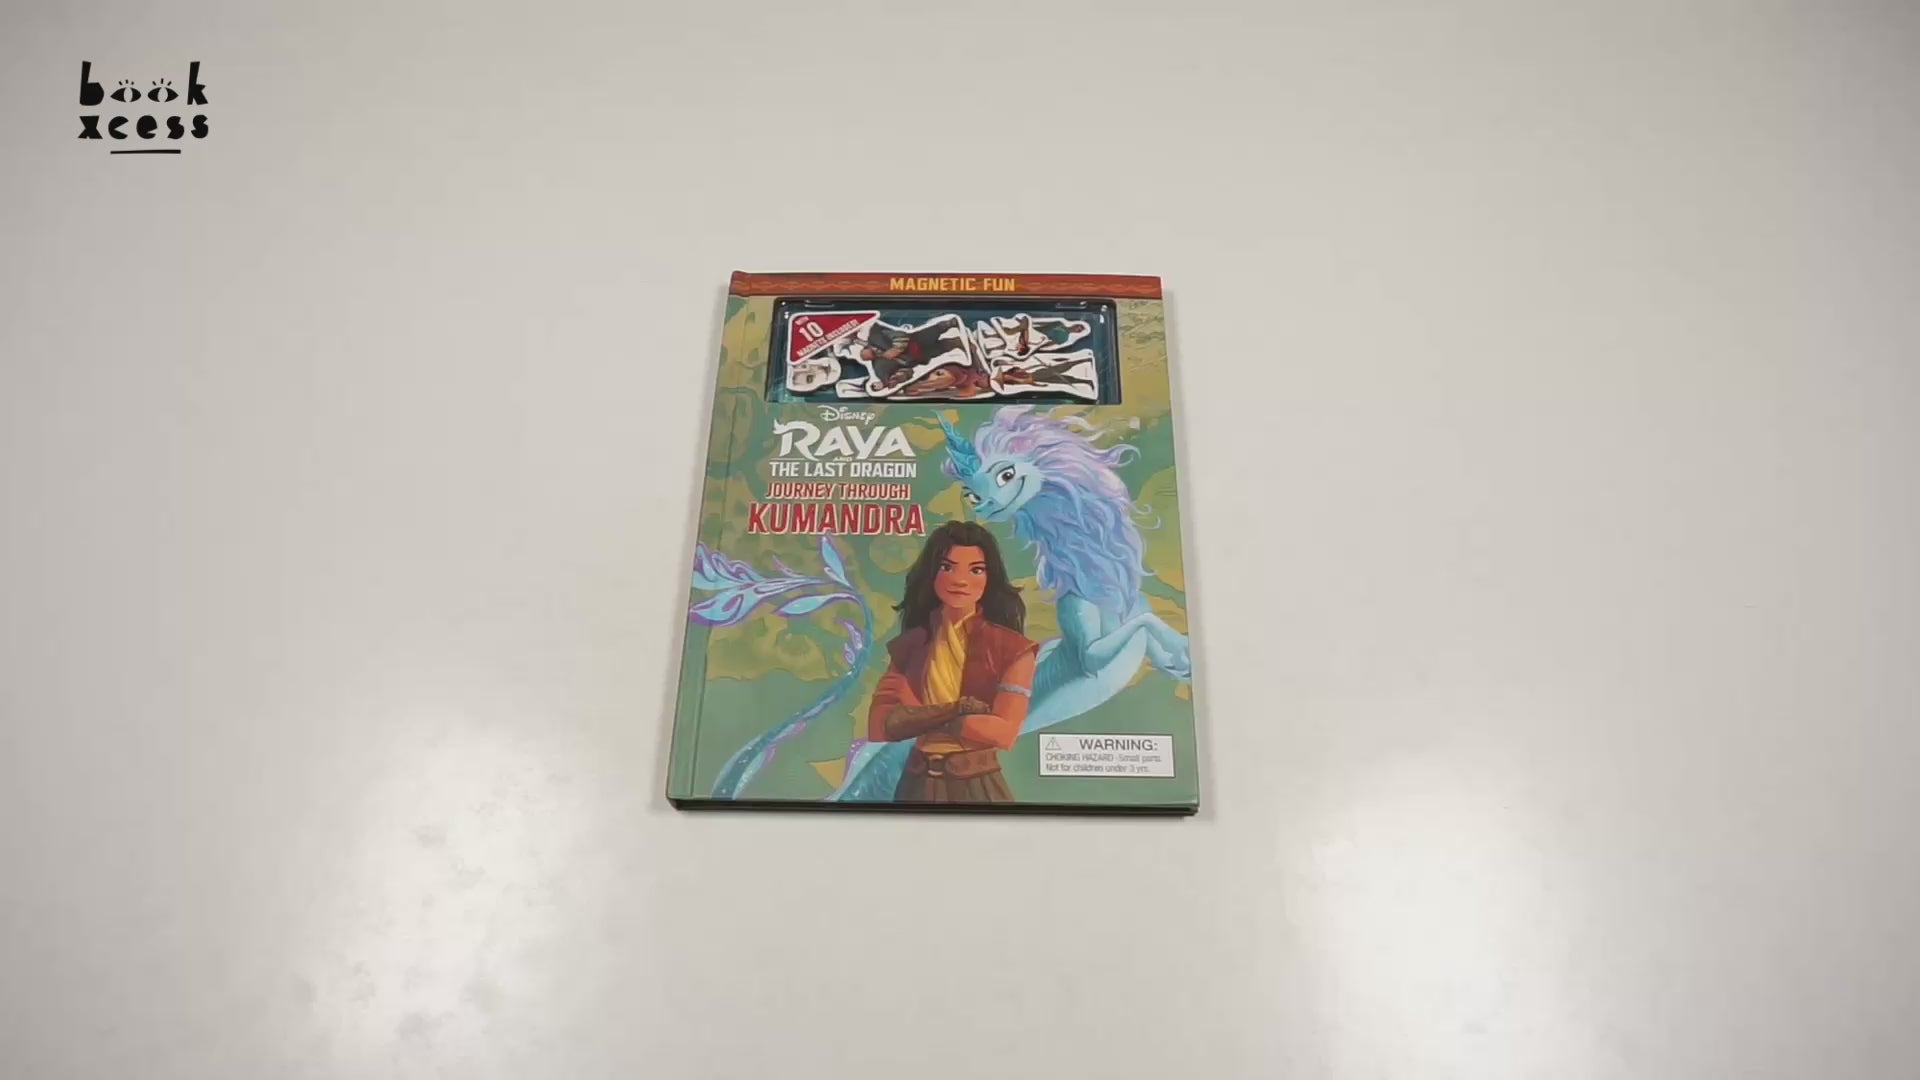 book
xcess
MAGNETIC FUN
WITH
10
MAGNETS INCLUDED!
Disney
RAYA
AND
THE LAST DRAGON
JOURNEY THROUGH
KUMANDRA
WARNING:
CHOKING HAZARD - Small parts.
Not for children under 3 yrs.